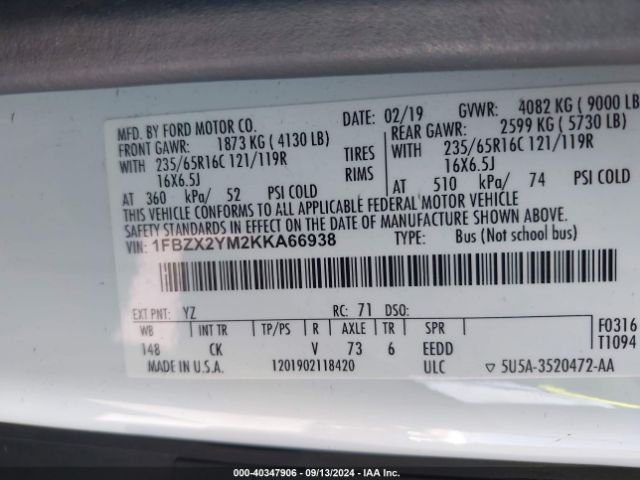 MFD. BY FORD MOTOR CO. DATE: 02/19 GVWR: 4082 KG ( 9000 LB
FRONT GAWR: 1873 KG ( 4130 LB) REAR GAWR: 2599 KG ( 5730 LB)
WITH 235/65R16C 121/119R TIRES WITH 235/65R16C 121/119R
16X6.5J RIMS 16X6.5J
AT 360 kPa/ 52 PSI COLD AT 510 kPa/ 74 PSI COLD
THIS VEHICLE CONFORMS TO ALL APPLICABLE FEDERAL MOTOR VEHICLE
SAFETY STANDARDS IN EFFECT ON THE DATE OF MANUFACTURE SHOWN ABOVE.
VIN: 1FBZX2YM2KKA66938 TYPE: Bus (Not school bus)
EXT PNT: YZ RC: 71 DSO:
WB INT TR TP/PS R AXLE TR SPR F0316
148 CK V 73 6 EEDD T1094
MADE IN U.S.A. 1201902118420 ULC ▽ 5U5A-3520472-AA
000-40347906 - 09/13/2024 - IAA Inc.